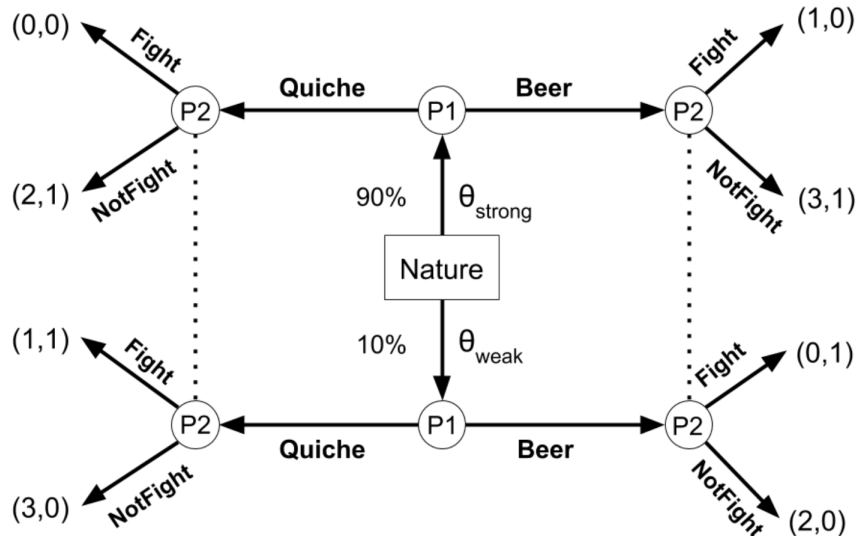 (0,0)
Fight
(1,0)
Fight
Quiche
Beer
P2
P1
P2
(2,1)
NotFight
90%
θstrong
NotFight
(3,1)
Nature
(1,1)
Fight
10%
θweak
Fight
(0,1)
P2
P1
P2
Quiche
Beer
(3,0)
NotFight
NotFight
(2,0)